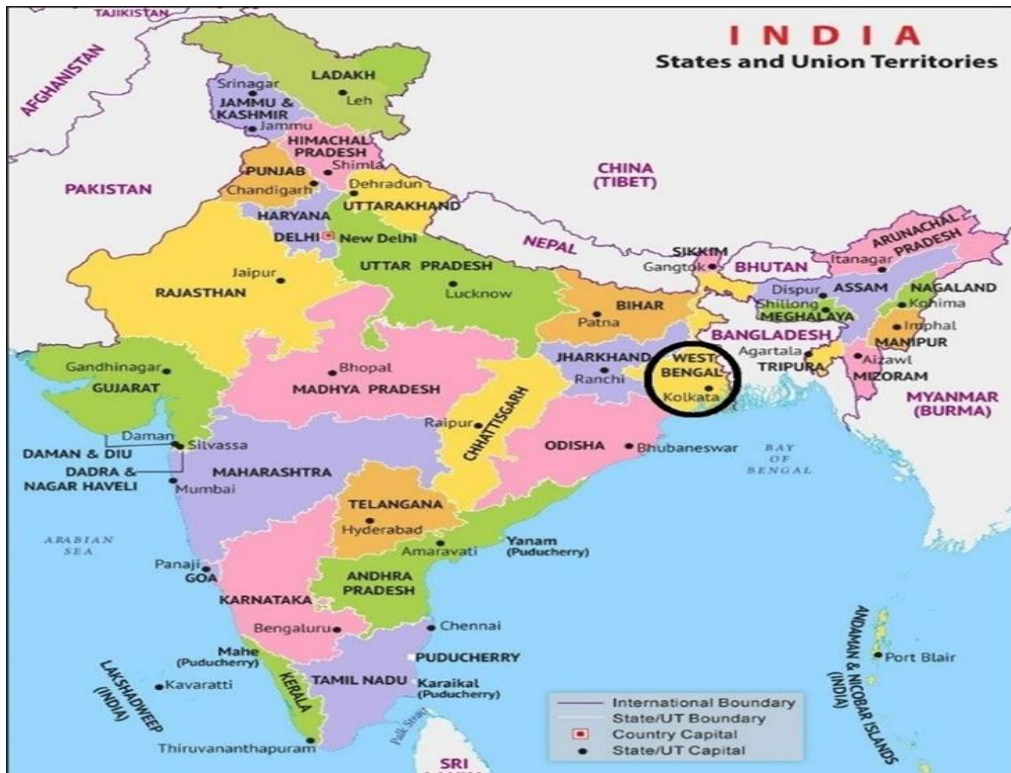 INDIA
States and Union Territories
TAJIKISTAN
AFGHANISTAN
PAKISTAN
CHINA
(TIBET)
NEPAL
BHUTAN
BANGLADESH
MYANMAR
(BURMA)
LADAKH
Leh
Srinagar
JAMMU &
KASHMIR
Jammu
HIMACHAL
PRADESH
Shimla
PUNJAB
Chandigarh
Dehradun
UTTARAKHAND
HARYANA
DELHI
New Delhi
UTTAR PRADESH
Lucknow
Jaipur
RAJASTHAN
SIKKIM
Gangtok
ARUNACHAL
PRADESH
Itanagar
Dispur
ASSAM
NAGALAND
Kohima
Shillong
MEGHALAYA
Imphal
MANIPUR
Agartala
TRIPURA
Aizawl
MIZORAM
BIHAR
Patna
JHARKHAND
Ranchi
WEST
BENGAL
Kolkata
Gandhinagar
GUJARAT
Bhopal
MADHYA PRADESH
Raipur
CHHATTISGARH
ODISHA
Bhubaneswar
BAY
OF
BENGAL
Daman
Silvassa
DAMAN & DIU
DADRA &
NAGAR HAVELI
MAHARASHTRA
Mumbai
TELANGANA
Hyderabad
ARABIAN
SEA
Amaravati
Yanam
(Puducherry)
Panaji
GOA
ANDHRA
PRADESH
KARNATAKA
Bengaluru
Chennai
Mahe
(Puducherry)
PUDUCHERRY
Karaikal
(Puducherry)
TAMIL NADU
KERALA
LAKSHADWEEP
(INDIA)
Kavaratti
Thiruvananthapuram
Palk Strait
SRI
ANDAMAN & NICOBAR ISLANDS
(INDIA)
Port Blair
International Boundary
State/UT Boundary
Country Capital
State/UT Capital